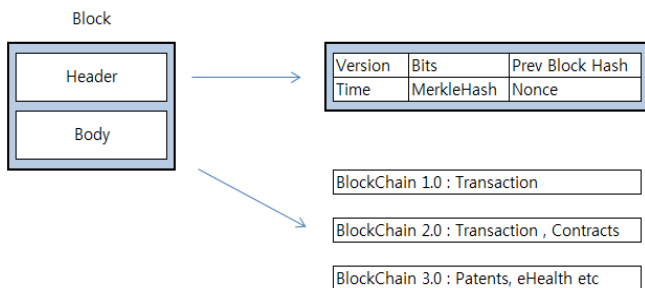 Block
Header
Body
Version Bits Prev Block Hash
Time MerkleHash Nonce
BlockChain 1.0 : Transaction
BlockChain 2.0 : Transaction , Contracts
BlockChain 3.0 : Patents, eHealth etc